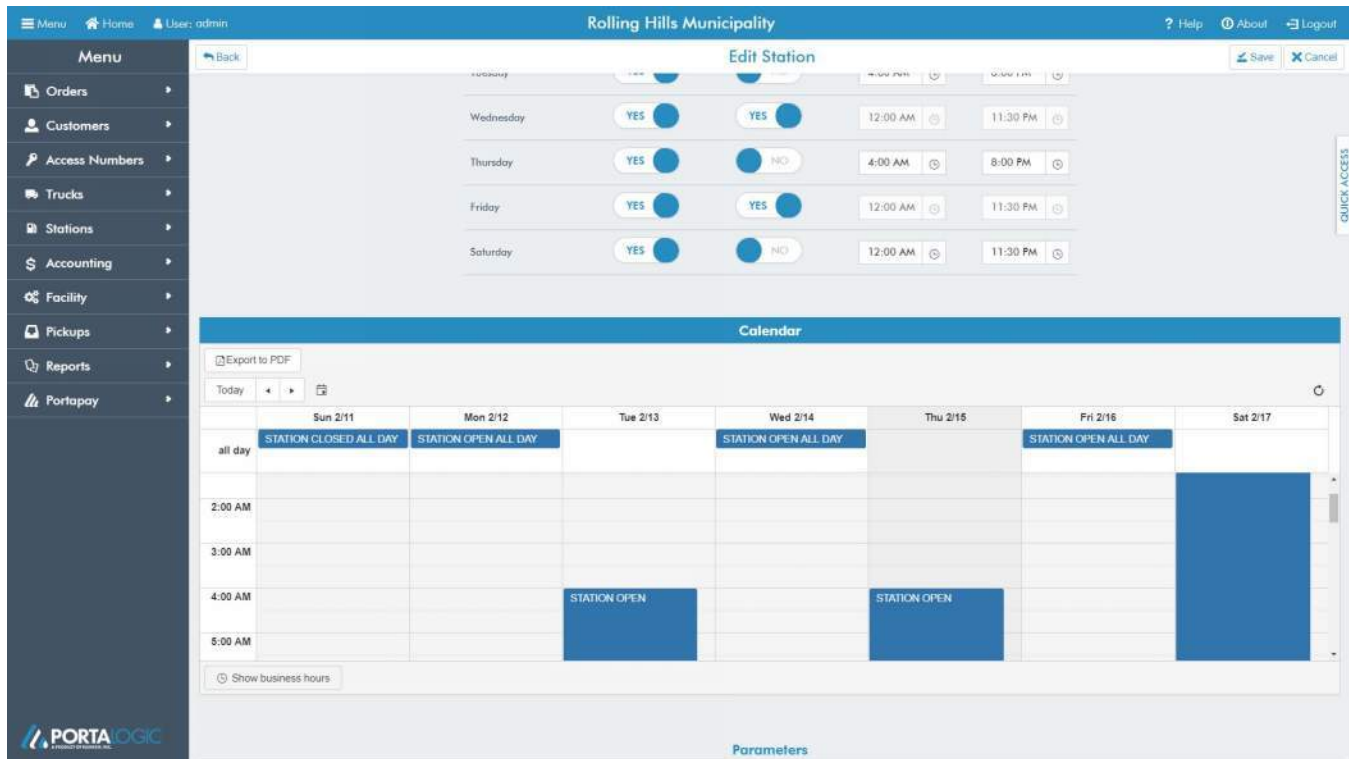 Menu Home User: admin Rolling Hills Municipality ? Help About Logout
Menu Back Edit Station Save Cancel
Orders
Customers
Access Numbers
Trucks
Stations
Accounting
Facility
Pickups
Reports
Portapay
Tuesday
Wednesday YES YES 12:00 AM 11:30 PM
Thursday YES NO 4:00 AM 8:00 PM
Friday YES YES 12:00 AM 11:30 PM
Saturday YES NO 12:00 AM 11:30 PM
QUICK ACCESS
Calendar
Export to PDF
Today
Sun 2/11 Mon 2/12 Tue 2/13 Wed 2/14 Thu 2/15 Fri 2/16 Sat 2/17
all day STATION CLOSED ALL DAY STATION OPEN ALL DAY STATION OPEN ALL DAY STATION OPEN ALL DAY
2:00 AM
3:00 AM
4:00 AM STATION OPEN STATION OPEN
5:00 AM
Show business hours
PORTALOGIC
Parameters